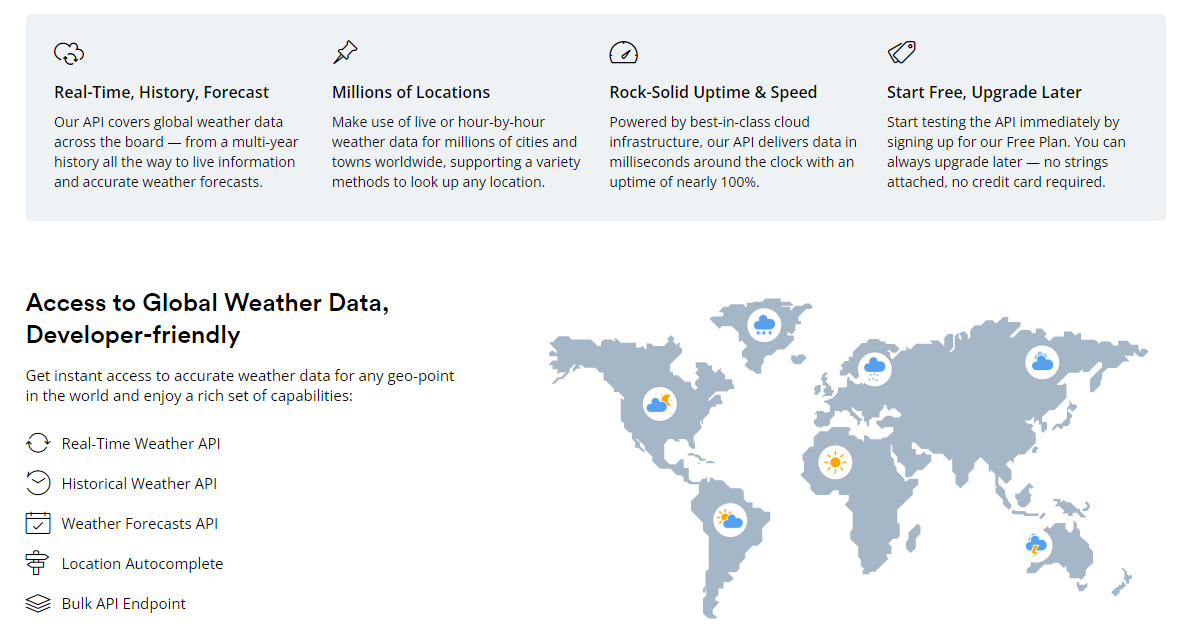 Real-Time, History, Forecast
Our API covers global weather data
across the board — from a multi-year
history all the way to live information
and accurate weather forecasts.
Millions of Locations
Make use of live or hour-by-hour
weather data for millions of cities and
towns worldwide, supporting a variety
methods to look up any location.
Rock-Solid Uptime & Speed
Powered by best-in-class cloud
infrastructure, our API delivers data in
milliseconds around the clock with an
uptime of nearly 100%.
Start Free, Upgrade Later
Start testing the API immediately by
signing up for our Free Plan. You can
always upgrade later — no strings
attached, no credit card required.
Access to Global Weather Data,
Developer-friendly
Get instant access to accurate weather data for any geo-point
in the world and enjoy a rich set of capabilities:
Real-Time Weather API
Historical Weather API
Weather Forecasts API
Location Autocomplete
Bulk API Endpoint